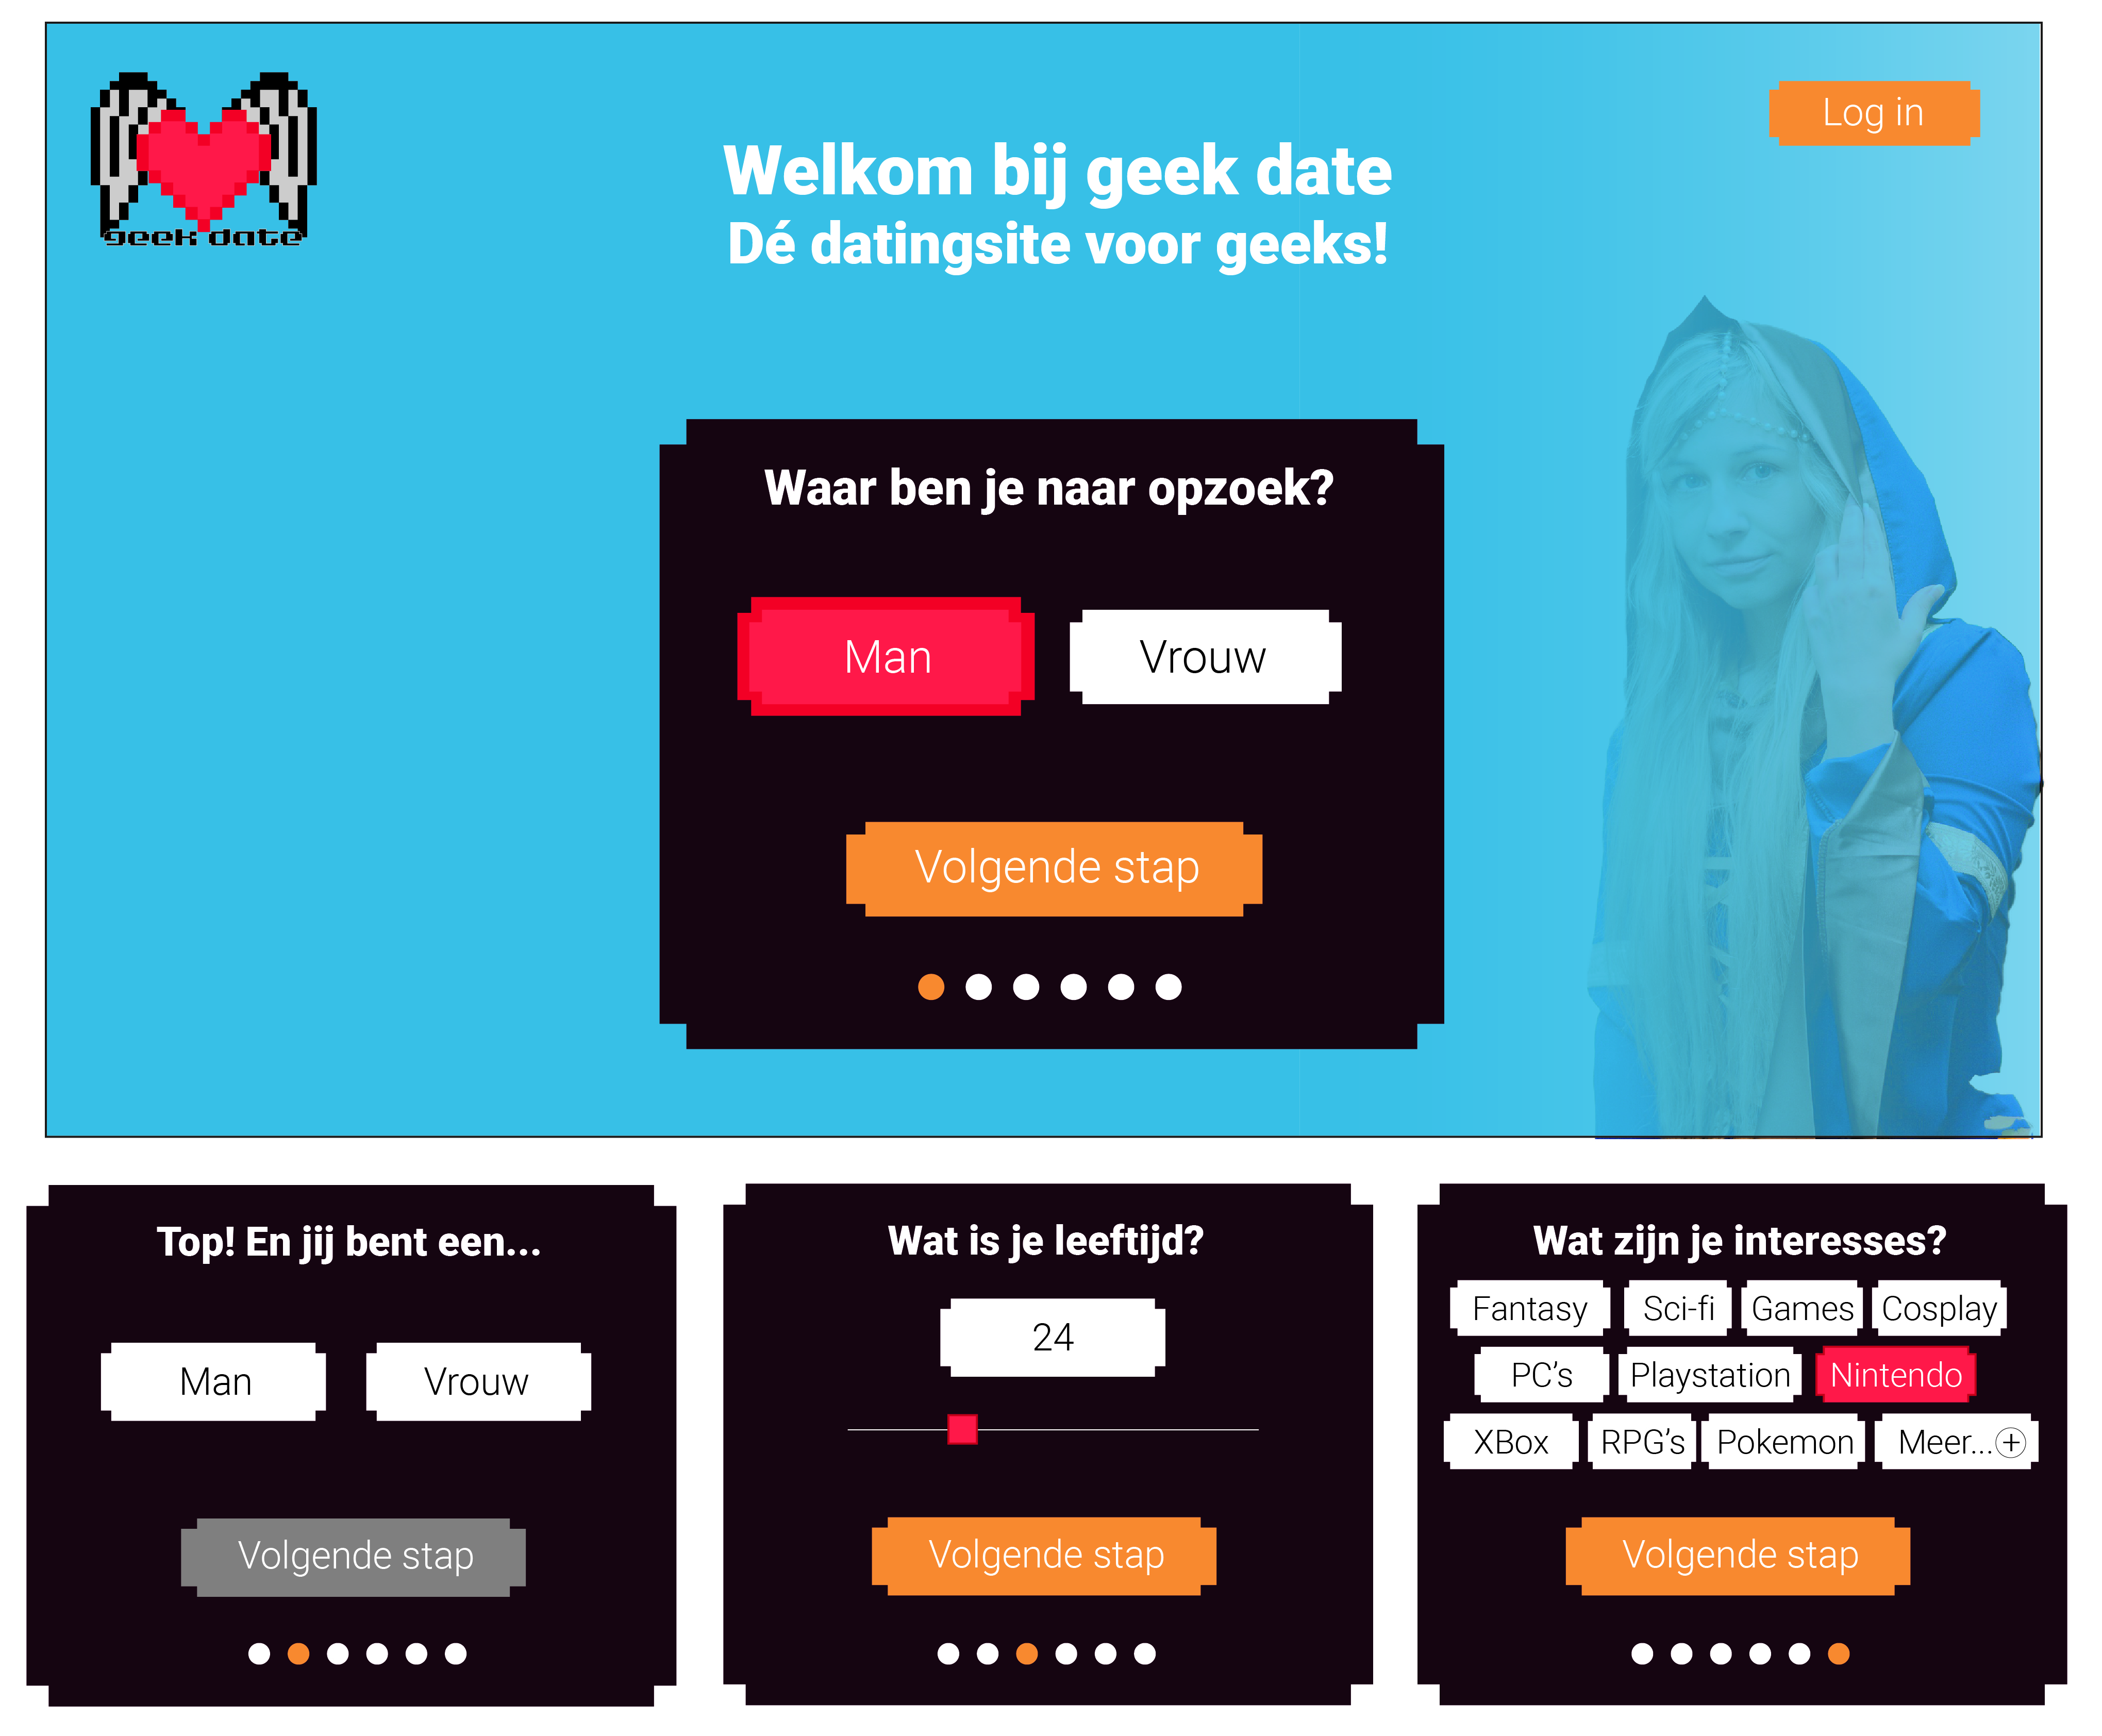 geek date
Log in
Welkom bij geek date
Dé datingsite voor geeks!
Waar ben je naar opzoek?
Man Vrouw
Volgende stap
Top! En jij bent een...
Man Vrouw
Volgende stap
Wat is je leeftijd?
24
Volgende stap
Wat zijn je interesses?
Fantasy Sci-fi Games Cosplay
PC’s Playstation Nintendo
XBox RPG’s Pokemon Meer...
Volgende stap